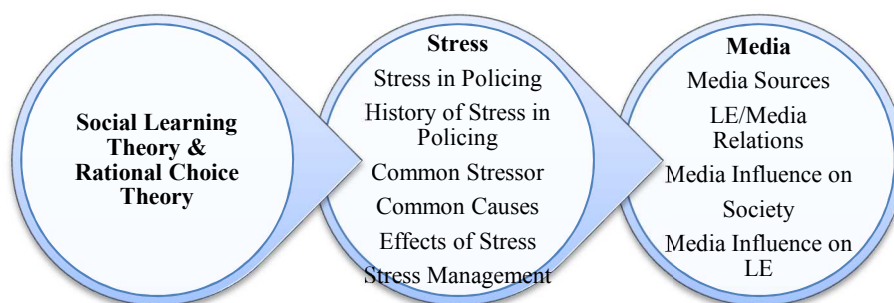 Social Learning
Theory &
Rational Choice
Theory
Stress
Stress in Policing
History of Stress in
Policing
Common Stressor
Common Causes
Effects of Stress
Stress Management
Media
Media Sources
LE/Media
Relations
Media Influence on
Society
Media Influence on
LE